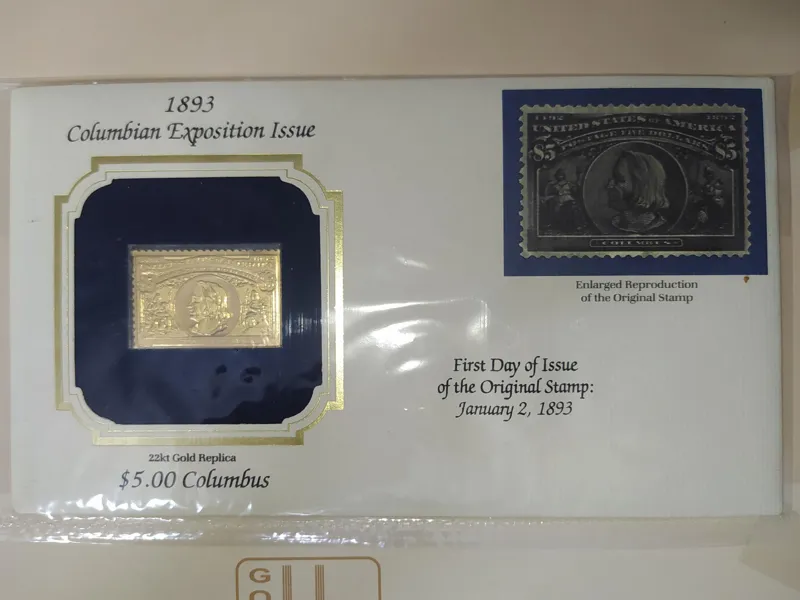 1893
Columbian Exposition Issue
1492 1892
UNITED STATES OF AMERICA
POSTAGE FIVE DOLLARS
$5 $5
COLUMBUS
Enlarged Reproduction
of the Original Stamp
First Day of Issue
of the Original Stamp:
January 2, 1893
22kt Gold Replica
$5.00 Columbus
G